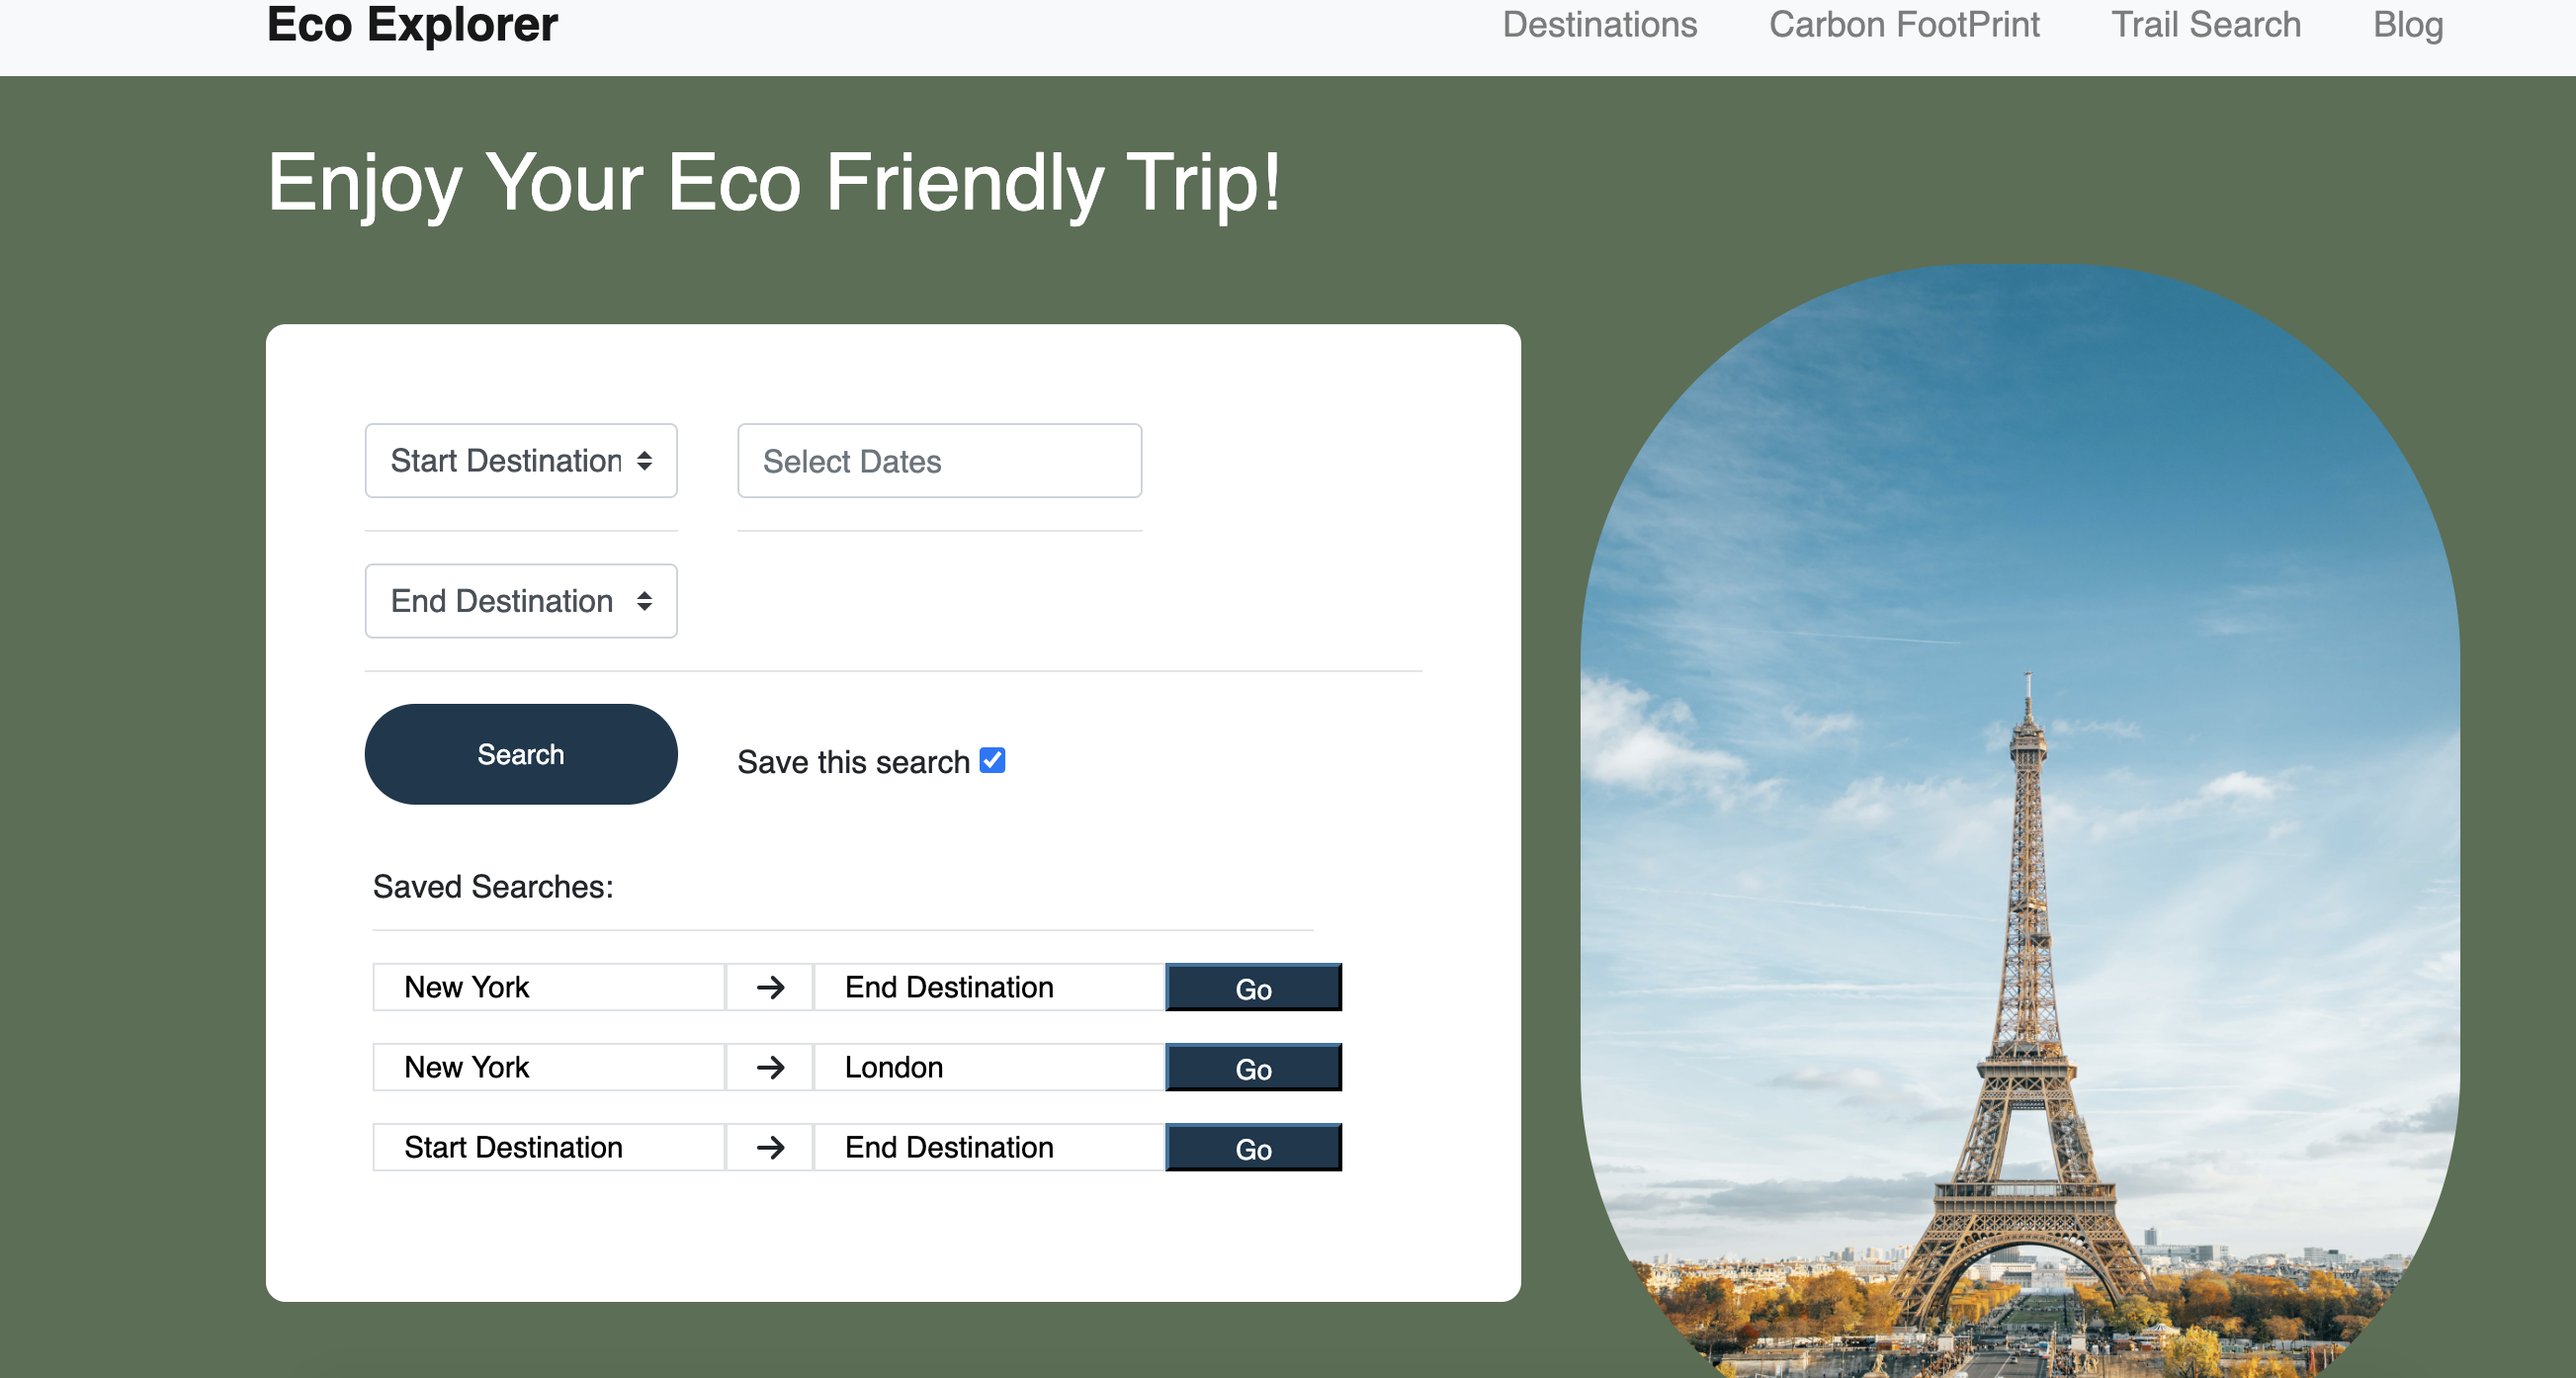 Eco Explorer
Destinations Carbon FootPrint Trail Search Blog
Enjoy Your Eco Friendly Trip!
Start Destination
Select Dates
End Destination
Search
Save this search
Saved Searches:
New York → End Destination Go
New York → London Go
Start Destination → End Destination Go